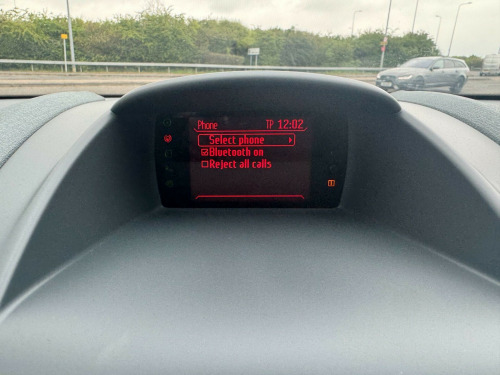 Phone TP 12:02
Select phone
Bluetooth on
Reject all calls